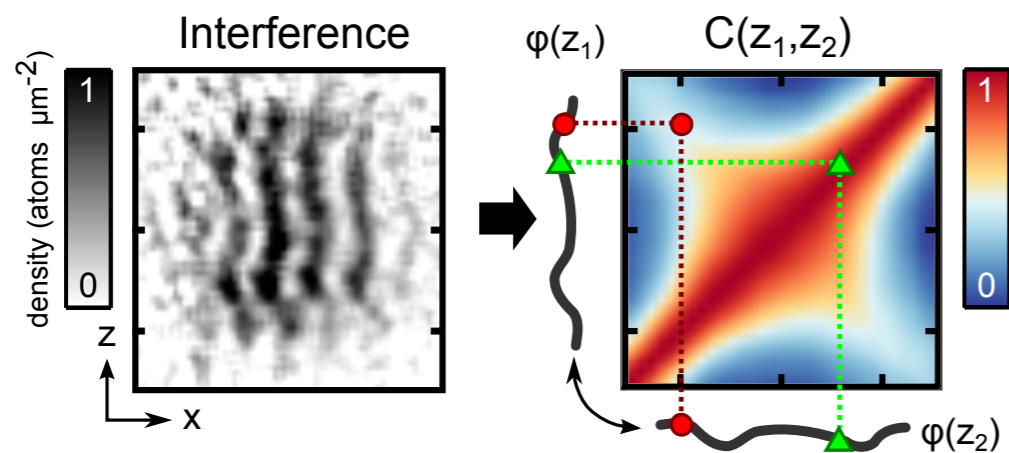 Interference
density (atoms μm⁻²)
1
0
z
x
φ(z₁)
C(z₁,z₂)
1
0
φ(z₂)